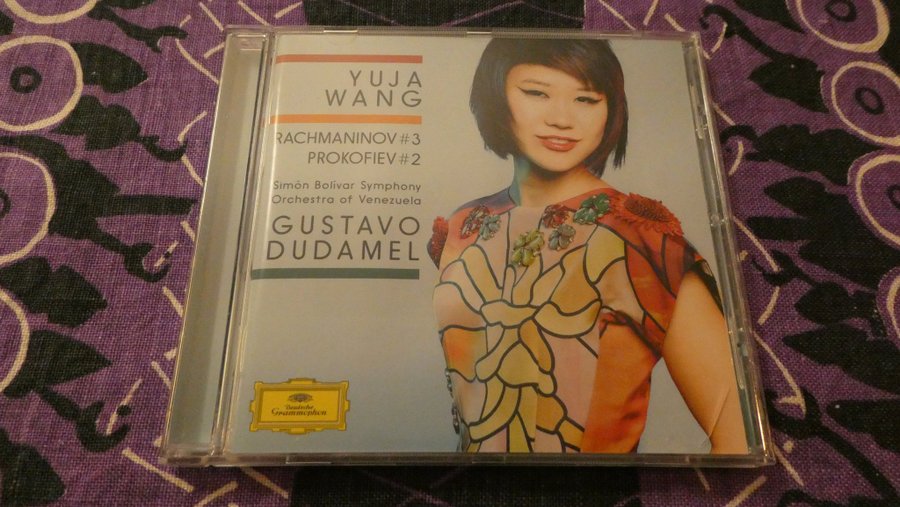 YUJA
WANG
RACHMANINOV #3
PROKOFIEV #2
Simón Bolívar Symphony
Orchestra of Venezuela
GUSTAVO
DUDAMEL
Deutsche
Grammophon